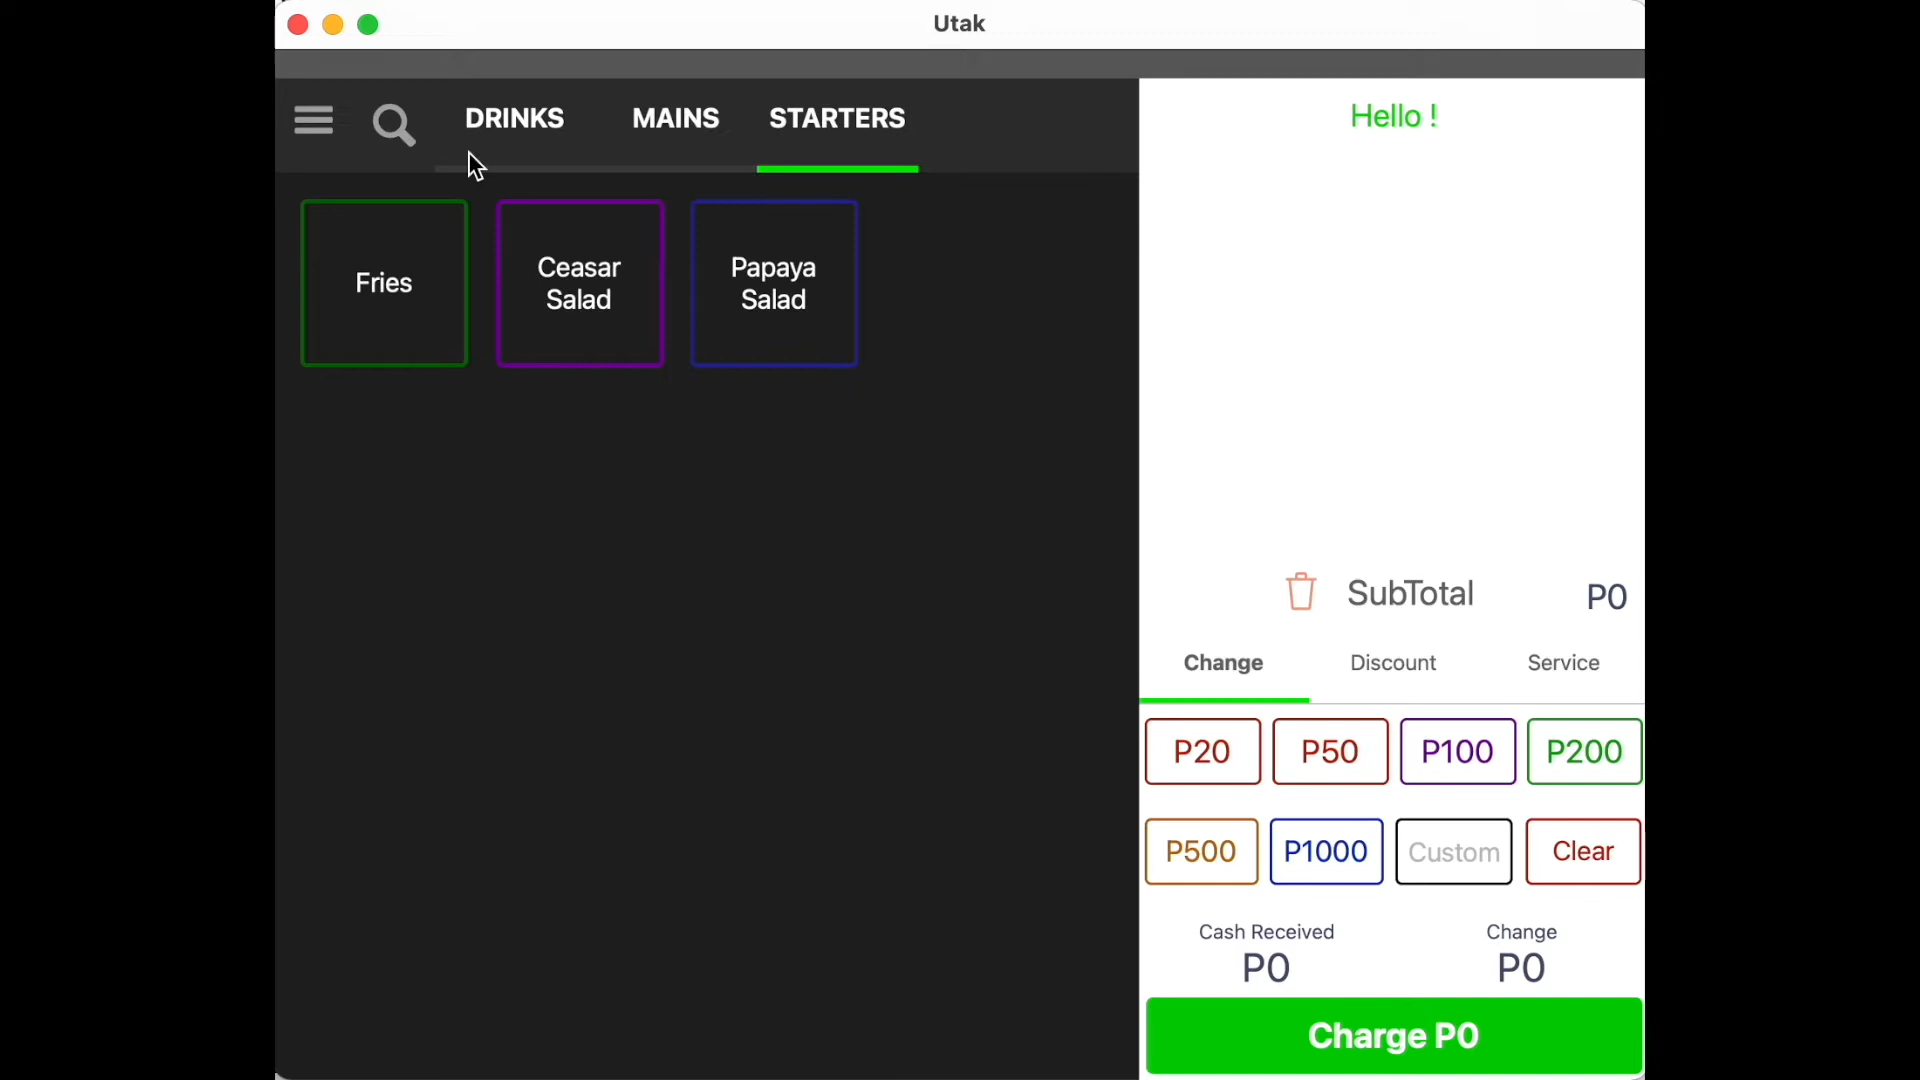 Utak
DRINKS MAINS STARTERS
Hello !
Fries
Ceasar
Salad
Papaya
Salad
SubTotal P0
Change Discount Service
P20 P50 P100 P200
P500 P1000 Custom Clear
Cash Received Change
P0 P0
Charge P0